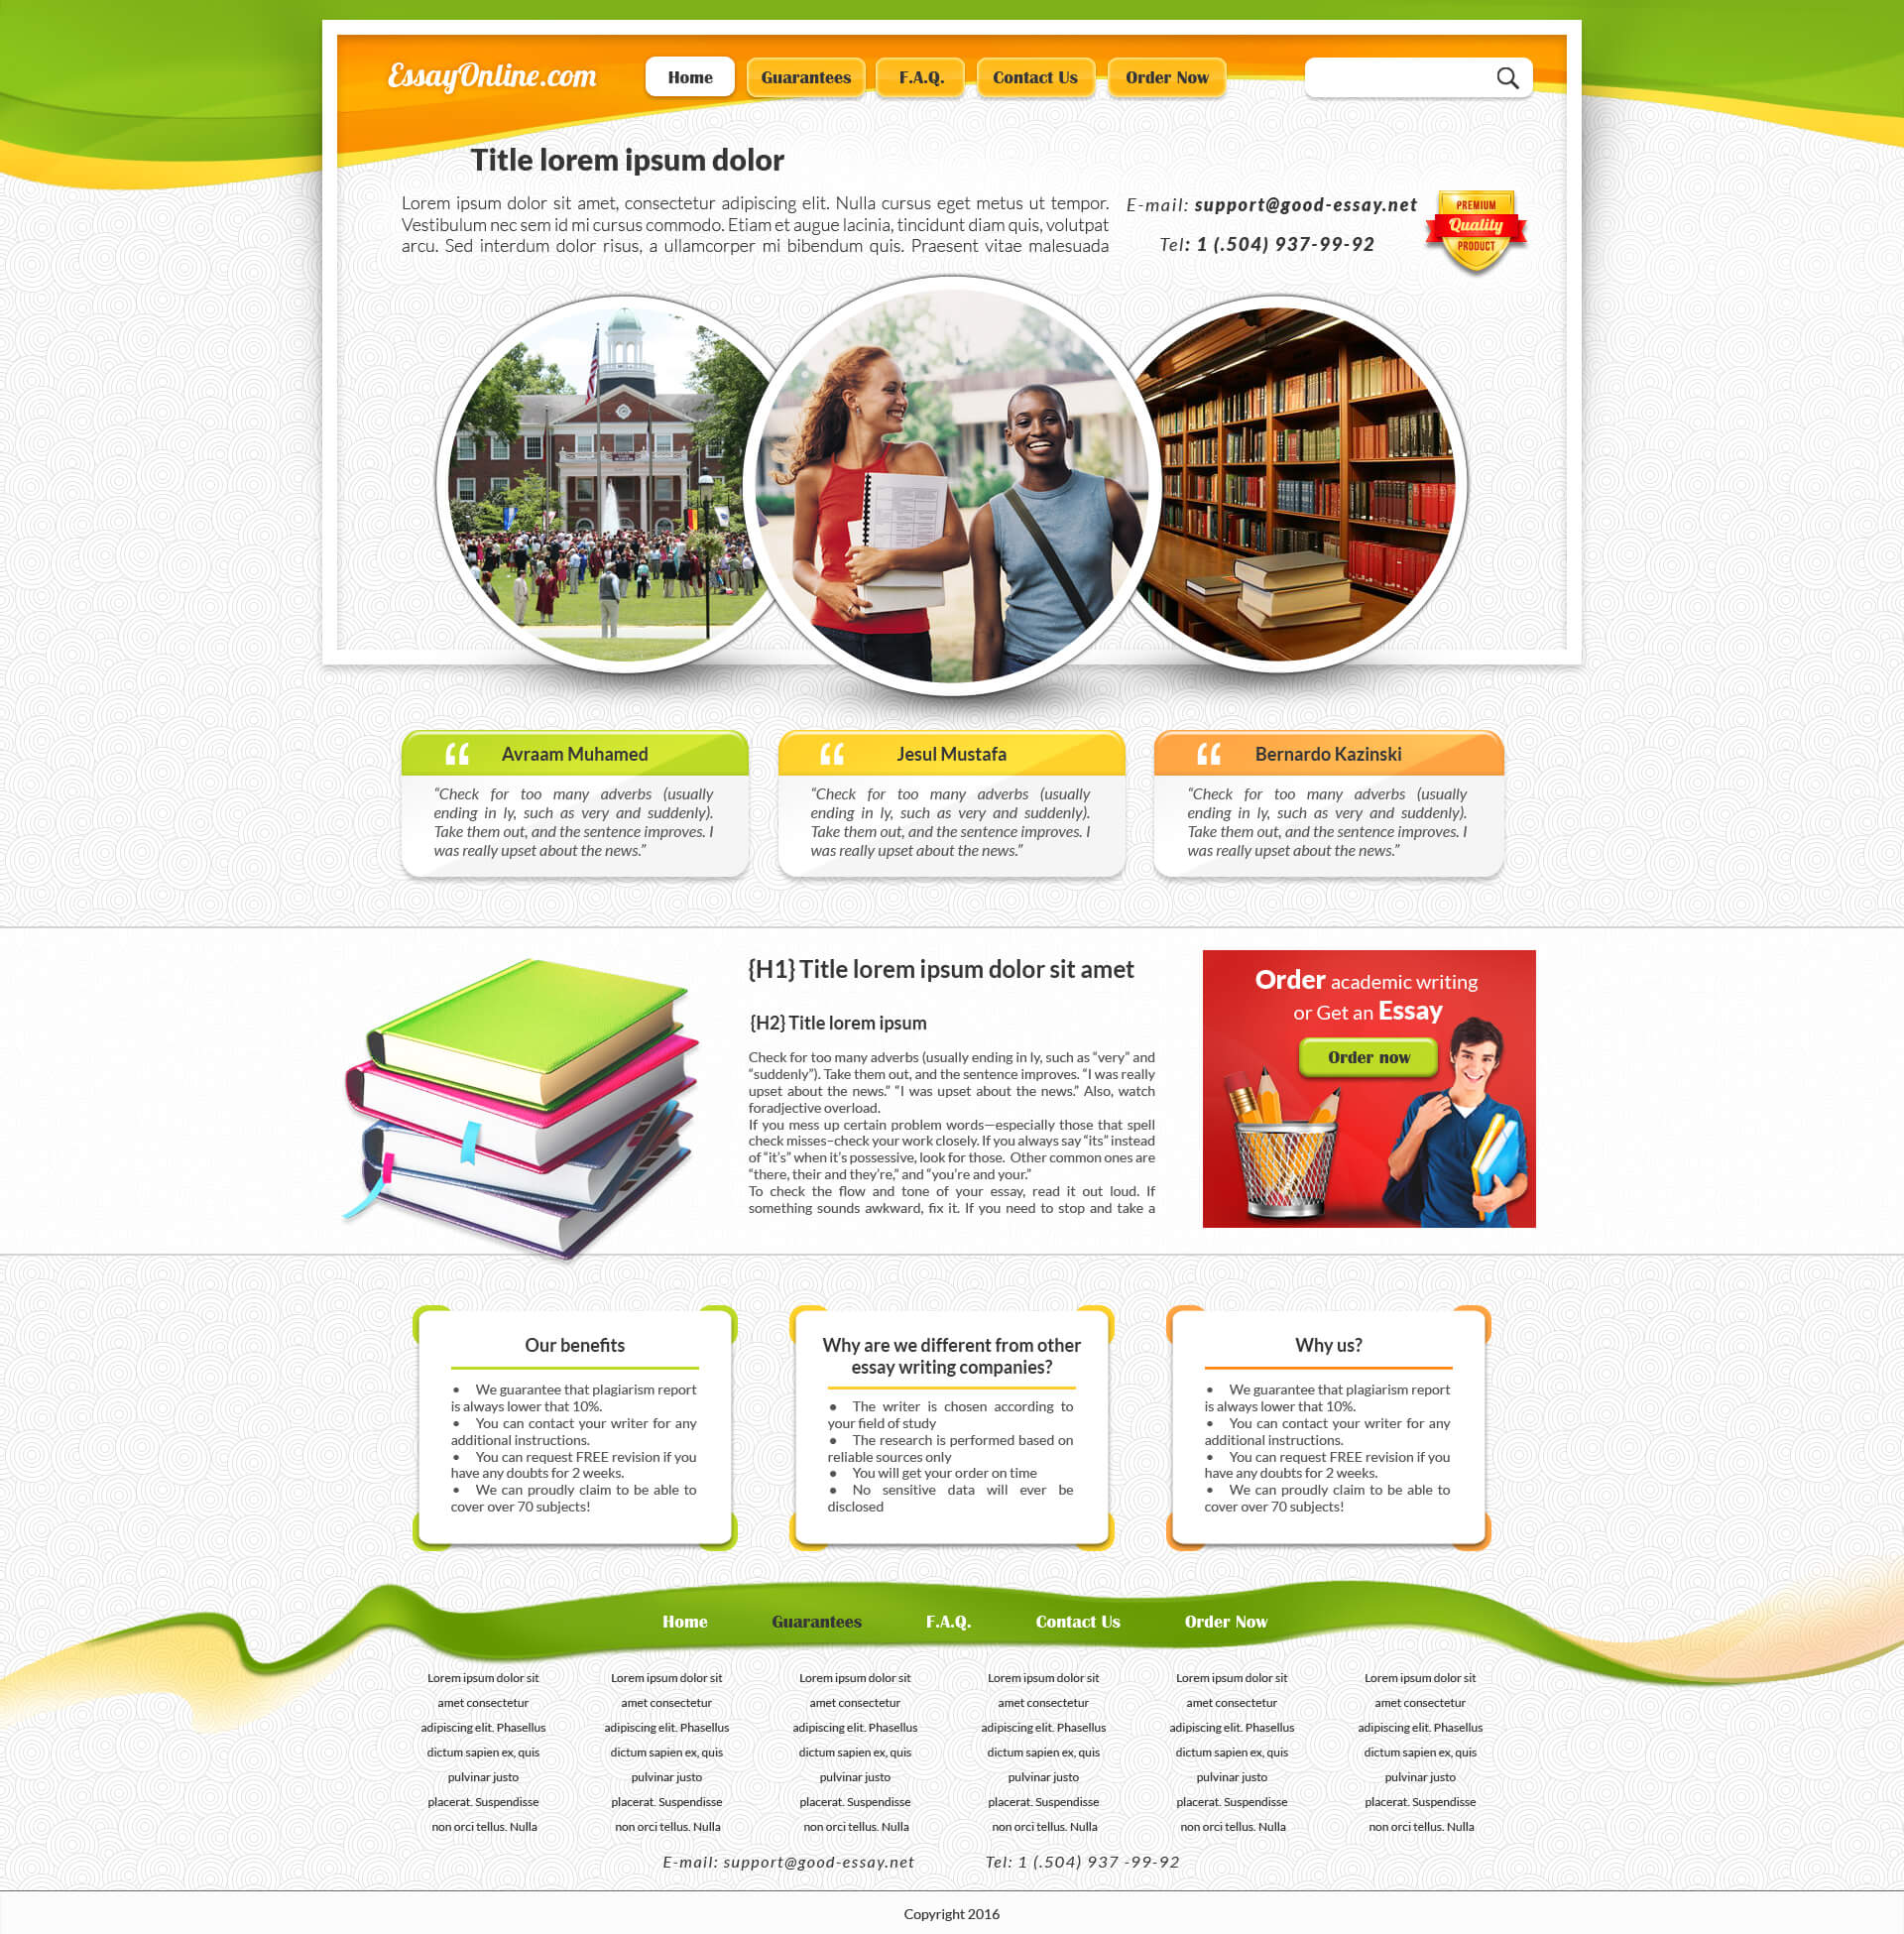 EssayOnline.com
Home
Guarantees
F.A.Q.
Contact Us
Order Now
Title lorem ipsum dolor
Lorem ipsum dolor sit amet, consectetur adipiscing elit. Nulla cursus eget metus ut tempor.
Vestibulum nec sem id mi cursus commodo. Etiam et augue lacinia, tincidunt diam quis, volutpat
arcu. Sed interdum dolor risus, a ullamcorper mi bibendum quis. Praesent vitae malesuada
E-mail: support@good-essay.net
Tel: 1 (.504) 937-99-92
PREMIUM
Quality
PRODUCT
Avraam Muhamed
“Check for too many adverbs (usually
ending in ly, such as very and suddenly).
Take them out, and the sentence improves. I
was really upset about the news.”
Jesul Mustafa
“Check for too many adverbs (usually
ending in ly, such as very and suddenly).
Take them out, and the sentence improves. I
was really upset about the news.”
Bernardo Kazinski
“Check for too many adverbs (usually
ending in ly, such as very and suddenly).
Take them out, and the sentence improves. I
was really upset about the news.”
{H1} Title lorem ipsum dolor sit amet
{H2} Title lorem ipsum
Check for too many adverbs (usually ending in ly, such as “very” and
“suddenly”). Take them out, and the sentence improves. “I was really
upset about the news.” “I was upset about the news.” Also, watch
foradjective overload.
If you mess up certain problem words—especially those that spell
check misses–check your work closely. If you always say “its” instead
of “it’s” when it’s possessive, look for those. Other common ones are
“there, their and they’re,” and “you’re and your.”
To check the flow and tone of your essay, read it out loud. If
something sounds awkward, fix it. If you need to stop and take a
Order academic writing
or Get an Essay
Order now
Our benefits
• We guarantee that plagiarism report
is always lower that 10%.
• You can contact your writer for any
additional instructions.
• You can request FREE revision if you
have any doubts for 2 weeks.
• We can proudly claim to be able to
cover over 70 subjects!
Why are we different from other
essay writing companies?
• The writer is chosen according to
your field of study
• The research is performed based on
reliable sources only
• You will get your order on time
• No sensitive data will ever be
disclosed
Why us?
• We guarantee that plagiarism report
is always lower that 10%.
• You can contact your writer for any
additional instructions.
• You can request FREE revision if you
have any doubts for 2 weeks.
• We can proudly claim to be able to
cover over 70 subjects!
Home
Guarantees
F.A.Q.
Contact Us
Order Now
Lorem ipsum dolor sit
amet consectetur
adipiscing elit. Phasellus
dictum sapien ex, quis
pulvinar justo
placerat. Suspendisse
non orci tellus. Nulla
Lorem ipsum dolor sit
amet consectetur
adipiscing elit. Phasellus
dictum sapien ex, quis
pulvinar justo
placerat. Suspendisse
non orci tellus. Nulla
Lorem ipsum dolor sit
amet consectetur
adipiscing elit. Phasellus
dictum sapien ex, quis
pulvinar justo
placerat. Suspendisse
non orci tellus. Nulla
Lorem ipsum dolor sit
amet consectetur
adipiscing elit. Phasellus
dictum sapien ex, quis
pulvinar justo
placerat. Suspendisse
non orci tellus. Nulla
Lorem ipsum dolor sit
amet consectetur
adipiscing elit. Phasellus
dictum sapien ex, quis
pulvinar justo
placerat. Suspendisse
non orci tellus. Nulla
Lorem ipsum dolor sit
amet consectetur
adipiscing elit. Phasellus
dictum sapien ex, quis
pulvinar justo
placerat. Suspendisse
non orci tellus. Nulla
E-mail: support@good-essay.net
Tel: 1 (.504) 937 -99-92
Copyright 2016